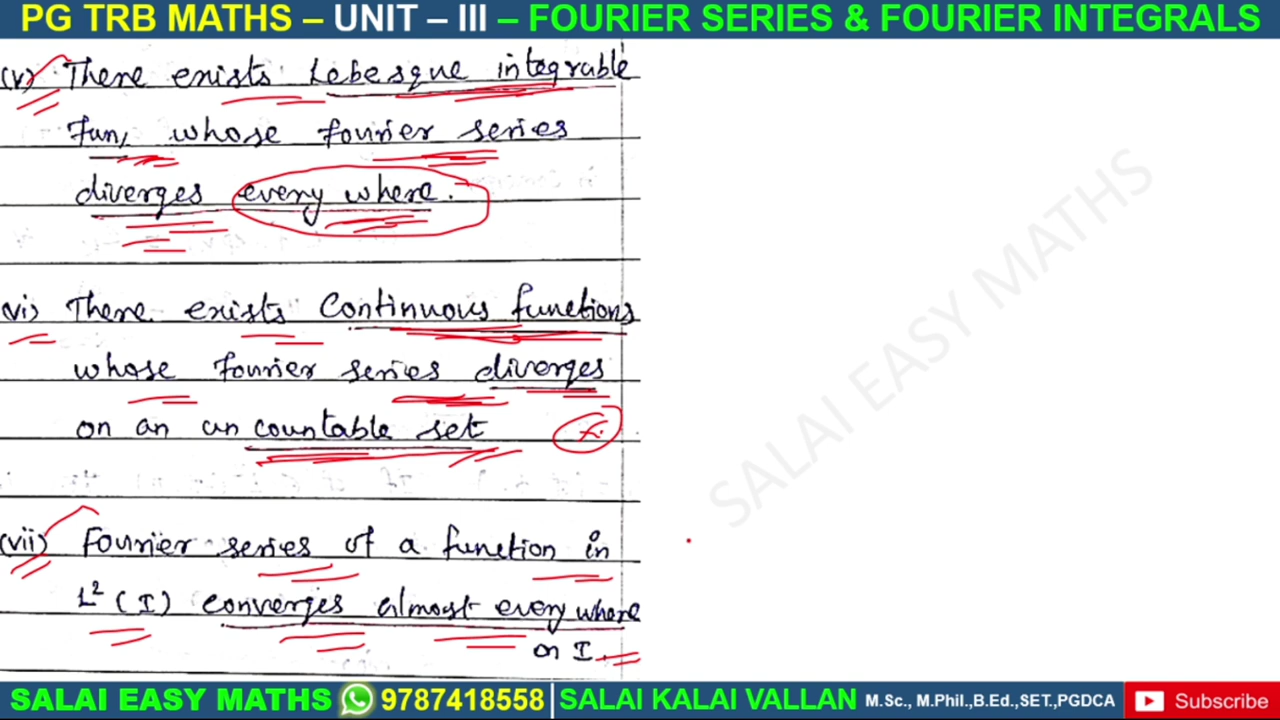 PG TRB MATHS – UNIT – III – FOURIER SERIES & FOURIER INTEGRALS
(v) There exists Lebesque integrable
Fun, whose fourier series
diverges every where.
(vi) There exists Continuous functions
whose fourier series diverges
on an un countable set
(vii) Fourier series of a function in
L² (I) converges almost every where
on I
SALAI EASY MATHS
SALAI EASY MATHS 9787418558 SALAI KALAI VALLAN M.Sc., M.Phil.,B.Ed.,SET.,PGDCA Subscribe